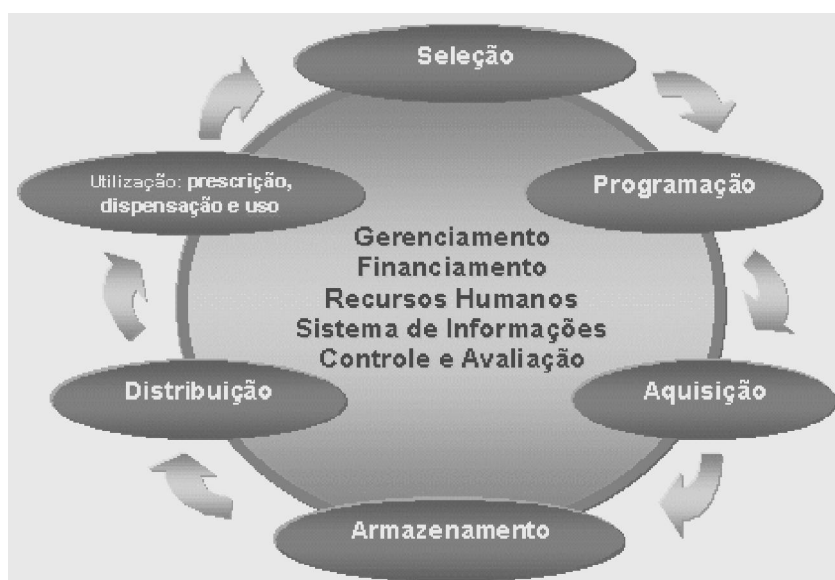 Seleção
Programação
Utilização: prescrição,
dispensação e uso
Gerenciamento
Financiamento
Recursos Humanos
Sistema de Informações
Controle e Avaliação
Distribuição
Aquisição
Armazenamento